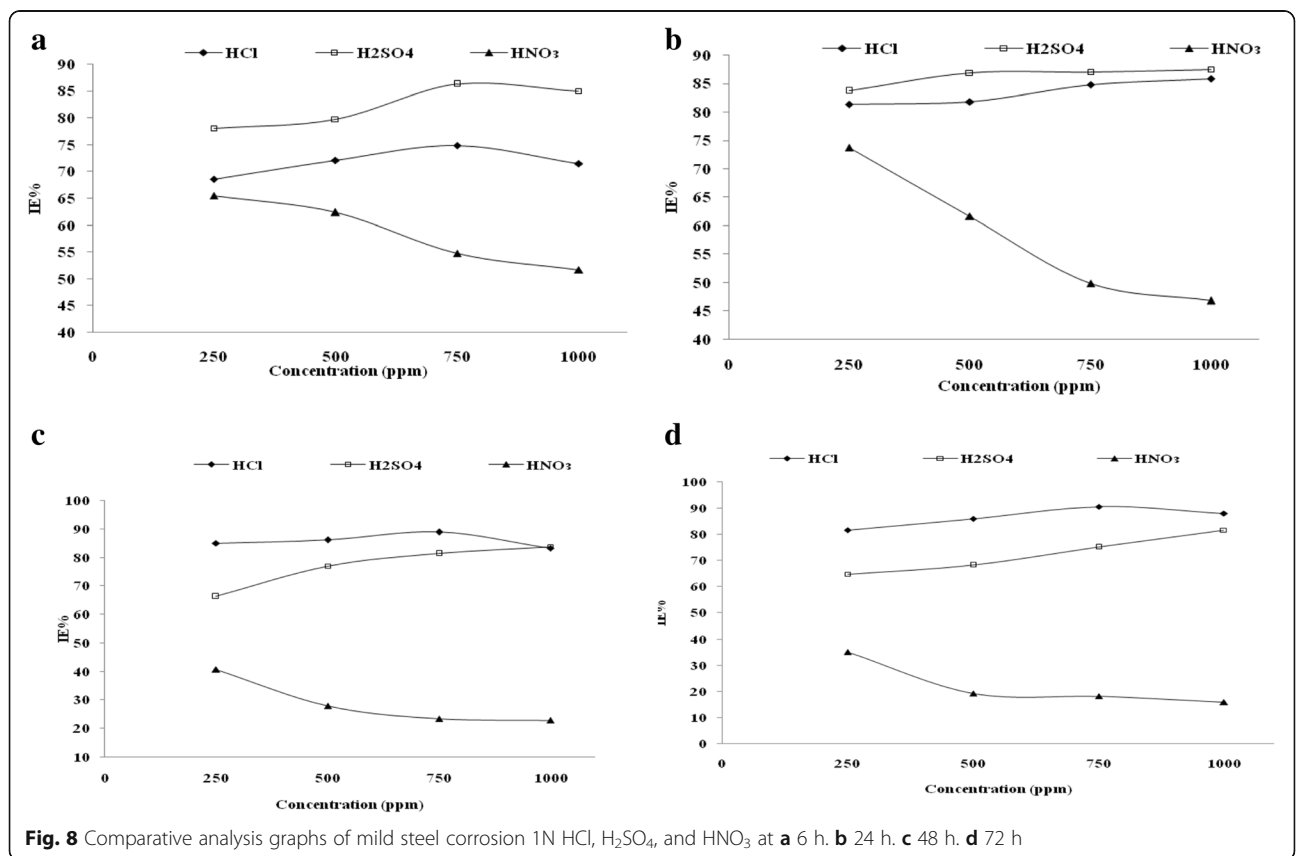 a
HCl H2SO4 HNO3
90
85
80
75
70
65
60
55
50
45
40
IE%
0 250 500 750 1000
Concentration (ppm)
b
HCl H2SO4 HNO3
90
85
80
75
70
65
60
55
50
45
40
IE%
0 250 500 750 1000
Concentration (ppm)
c
HCl H2SO4 HNO3
100
90
80
70
60
50
40
30
20
10
IE%
0 250 500 750 1000
Concentration (ppm)
d
HCl H2SO4 HNO3
100
90
80
70
60
50
40
30
20
10
0
IE%
0 250 500 750 1000
Concentration (ppm)
Fig. 8 Comparative analysis graphs of mild steel corrosion 1N HCl, H₂SO₄, and HNO₃ at a 6 h. b 24 h. c 48 h. d 72 h